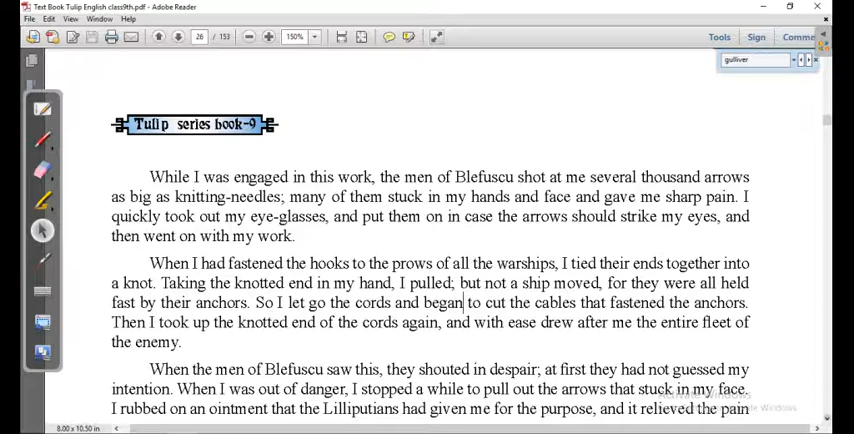 Text Book Tulip English class9th.pdf - Adobe Reader
File Edit View Window Help
26 / 153 150% Tools Sign Comme
gulliver
Tulip series book-9
While I was engaged in this work, the men of Blefuscu shot at me several thousand arrows
as big as knitting-needles; many of them stuck in my hands and face and gave me sharp pain. I
quickly took out my eye-glasses, and put them on in case the arrows should strike my eyes, and
then went on with my work.
When I had fastened the hooks to the prows of all the warships, I tied their ends together into
a knot. Taking the knotted end in my hand, I pulled; but not a ship moved, for they were all held
fast by their anchors. So I let go the cords and began to cut the cables that fastened the anchors.
Then I took up the knotted end of the cords again, and with ease drew after me the entire fleet of
the enemy.
When the men of Blefuscu saw this, they shouted in despair; at first they had not guessed my
intention. When I was out of danger, I stopped a while to pull out the arrows that stuck in my face.
Activate Windows
I rubbed on an ointment that the Lilliputians had given me for the purpose, and it relieved the pain
8.00 x 10.50 in